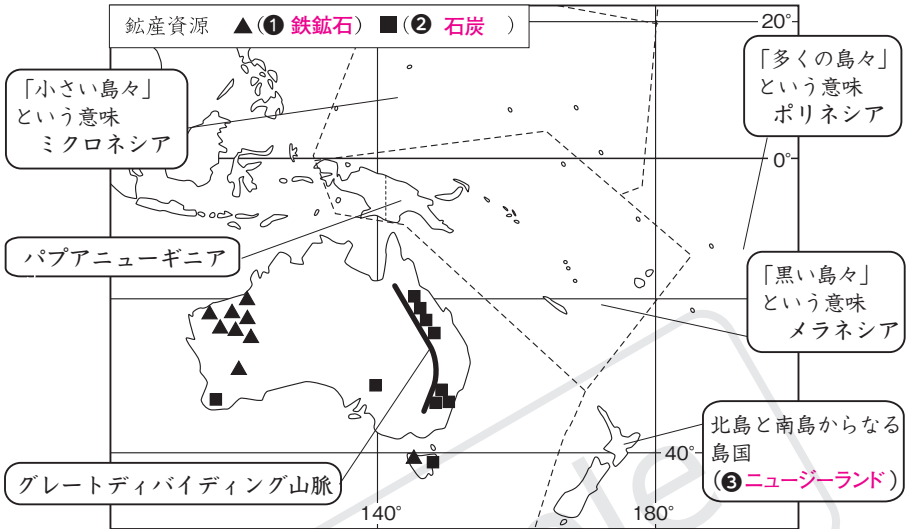 鉱産資源 ▲(❶ 鉄鉱石) ■(❷ 石炭 )
「小さい島々」
という意味
ミクロネシア
「多くの島々」
という意味
ポリネシア
20°
0°
パプアニューギニア
「黒い島々」
という意味
メラネシア
北島と南島からなる
島国
(❸ニュージーランド)
40°
グレートディバイディング山脈
140°
180°